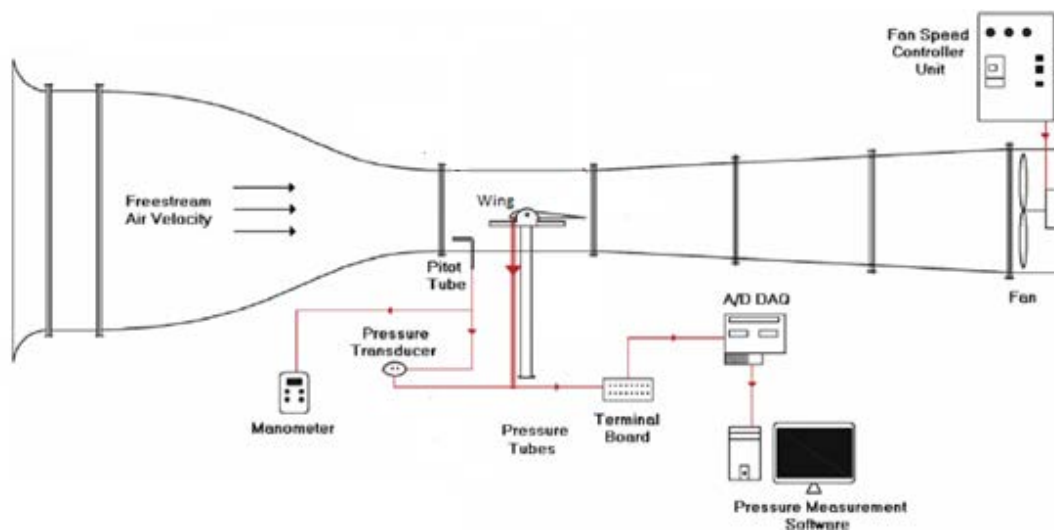 Fan Speed
Controller
Unit
Freestream
Air Velocity
Wing
Pitot
Tube
Fan
A/D DAQ
Pressure
Transducer
Manometer
Pressure
Tubes
Terminal
Board
Pressure Measurement
Software